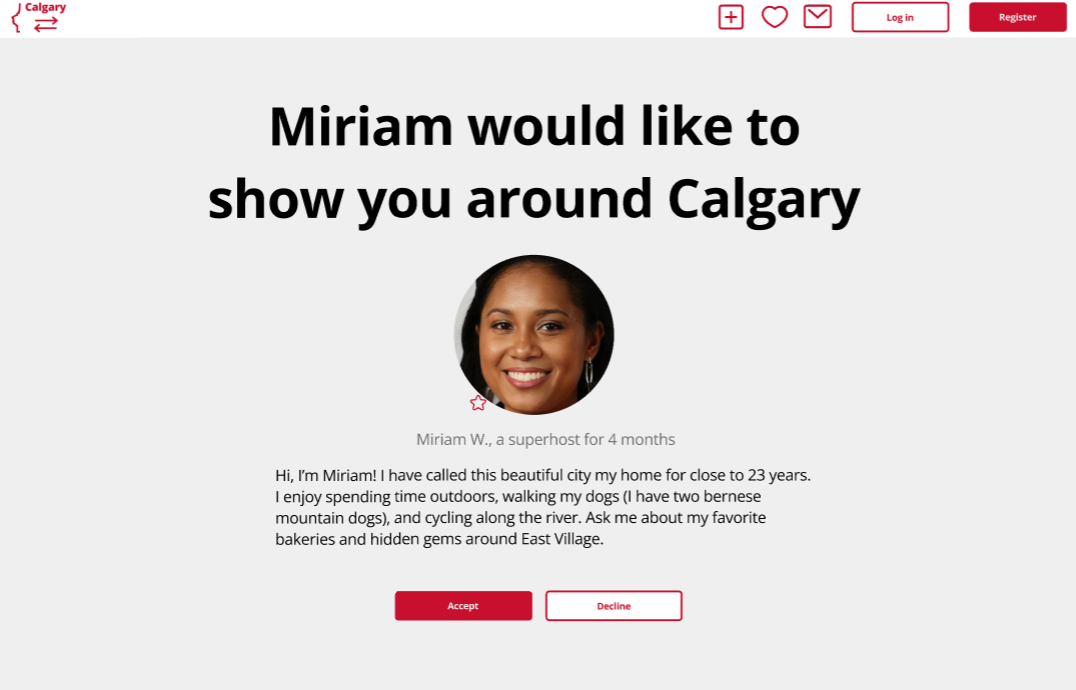 Calgary
Log in
Register
Miriam would like to
show you around Calgary
Miriam W., a superhost for 4 months
Hi, I’m Miriam! I have called this beautiful city my home for close to 23 years.
I enjoy spending time outdoors, walking my dogs (I have two bernese
mountain dogs), and cycling along the river. Ask me about my favorite
bakeries and hidden gems around East Village.
Accept
Decline